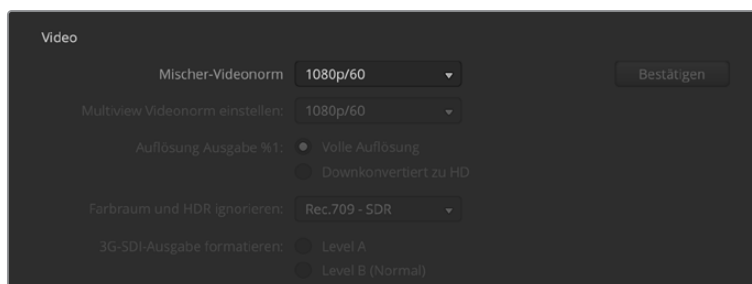 Video
Mischer-Videonorm 1080p/60 Bestätigen
Multiview Videonorm einstellen: 1080p/60
Auflösung Ausgabe %1: Volle Auflösung
Downkonvertiert zu HD
Farbraum und HDR ignorieren: Rec.709 - SDR
3G-SDI-Ausgabe formatieren: Level A
Level B (Normal)